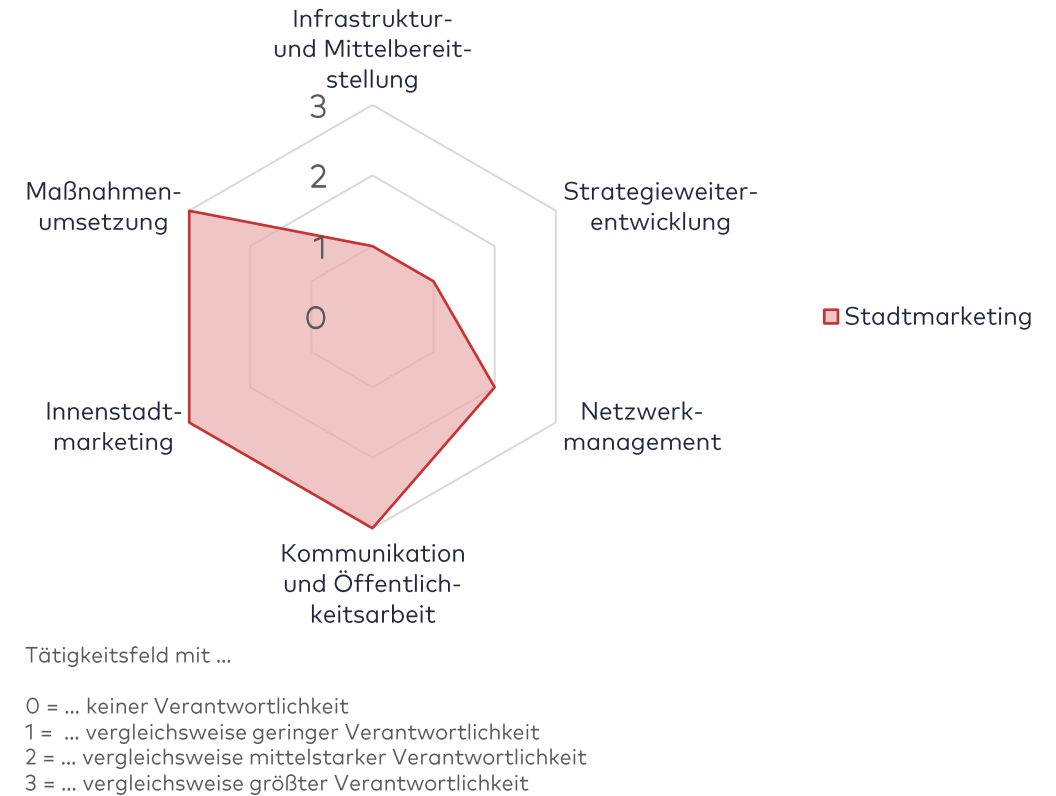 Infrastruktur-
und Mittelbereit-
stellung
3
2
1
0
Maßnahmen-
umsetzung
Strategieweiter-
entwicklung
Stadtmarketing
Innenstadt-
marketing
Netzwerk-
management
Kommunikation
und Öffentlich-
keitsarbeit
Tätigkeitsfeld mit ...
0 = ... keiner Verantwortlichkeit
1 = ... vergleichsweise geringer Verantwortlichkeit
2 = ... vergleichsweise mittelstarker Verantwortlichkeit
3 = ... vergleichsweise größter Verantwortlichkeit